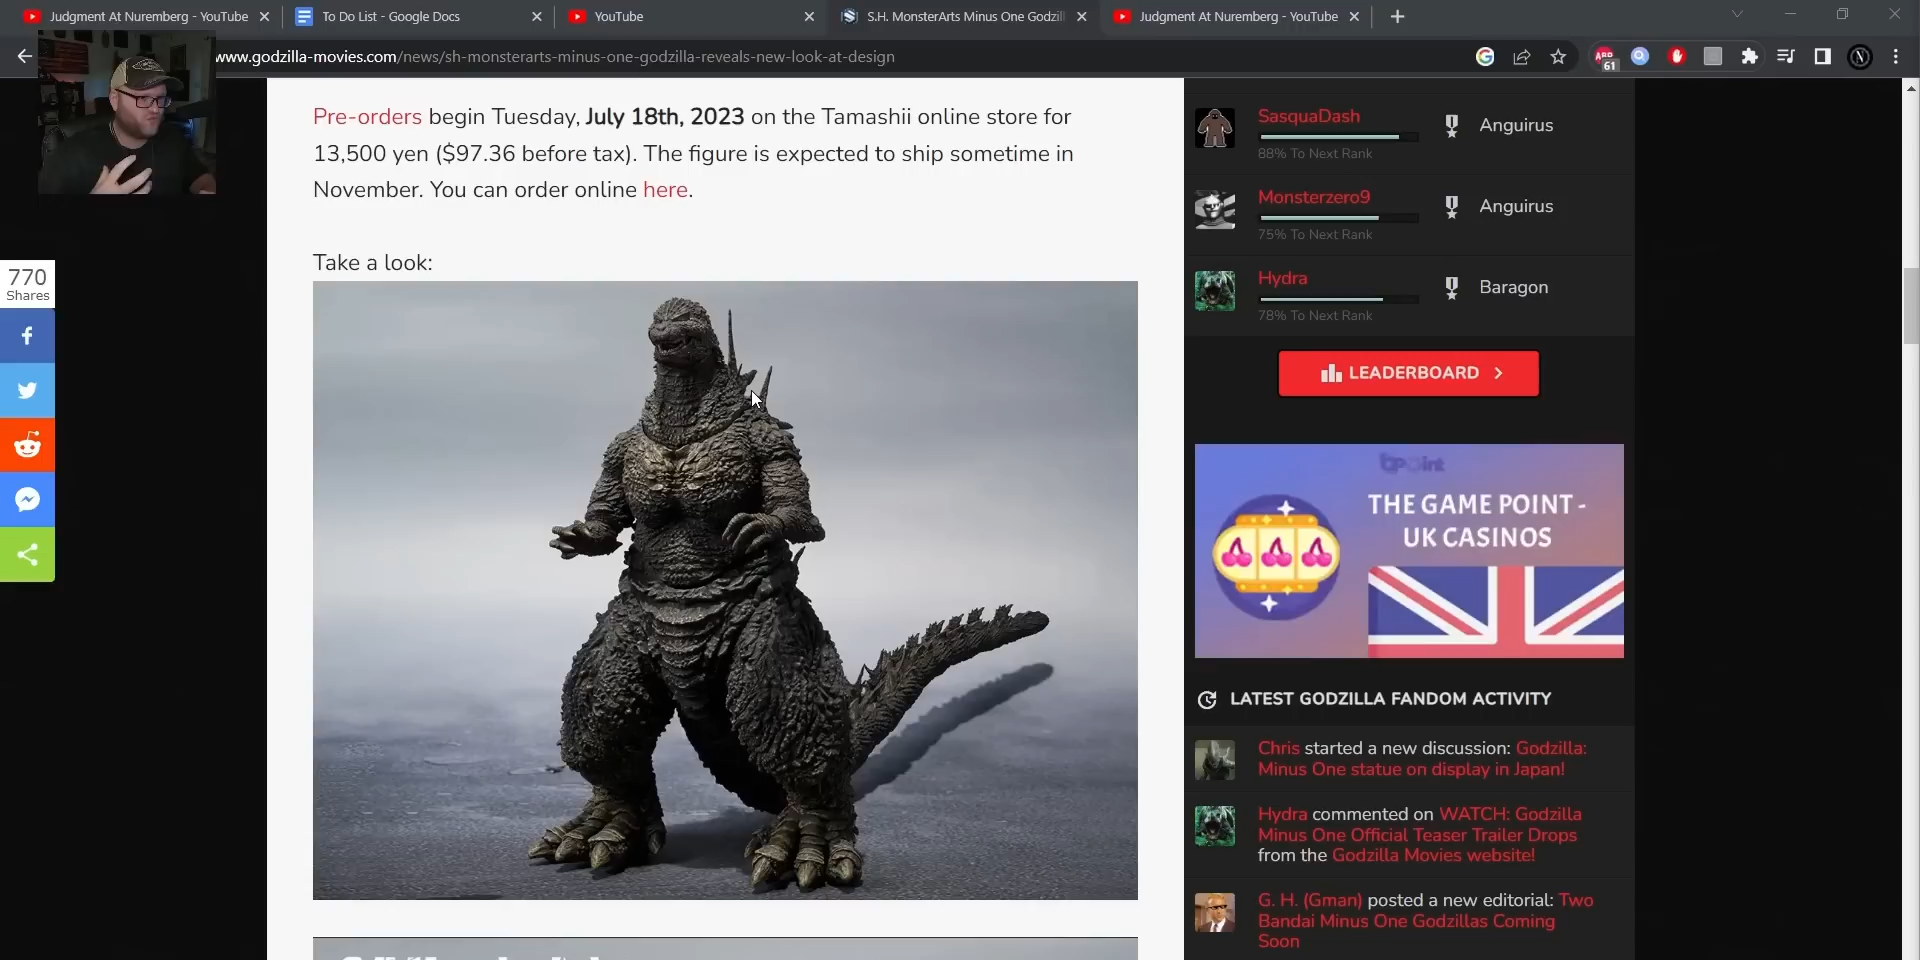 Judgment At Nuremberg - YouTube
To Do List - Google Docs
YouTube
S.H. MonsterArts Minus One Godzil
Judgment At Nuremberg - YouTube
www.godzilla-movies.com/news/sh-monsterarts-minus-one-godzilla-reveals-new-look-at-design
ABP
61
N
Pre-orders begin Tuesday, July 18th, 2023 on the Tamashii online store for
13,500 yen ($97.36 before tax). The figure is expected to ship sometime in
November. You can order online here.
Take a look:
770
Shares
SasquaDash
88% To Next Rank
Anguirus
Monsterzero9
75% To Next Rank
Anguirus
Hydra
78% To Next Rank
Baragon
LEADERBOARD
THE GAME POINT -
UK CASINOS
LATEST GODZILLA FANDOM ACTIVITY
Chris started a new discussion: Godzilla:
Minus One statue on display in Japan!
Hydra commented on WATCH: Godzilla
Minus One Official Teaser Trailer Drops
from the Godzilla Movies website!
G. H. (Gman) posted a new editorial: Two
Bandai Minus One Godzillas Coming
Soon